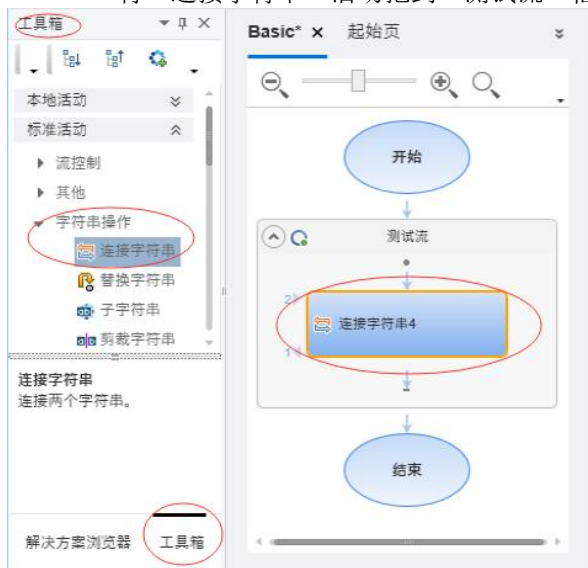 工具箱
本地活动
标准活动
流控制
其他
字符串操作
连接字符串
替换字符串
子字符串
剪裁字符串
连接字符串
连接两个字符串。
解决方案浏览器 工具箱
Basic* × 起始页
开始
测试流
2
连接字符串4
1
结束